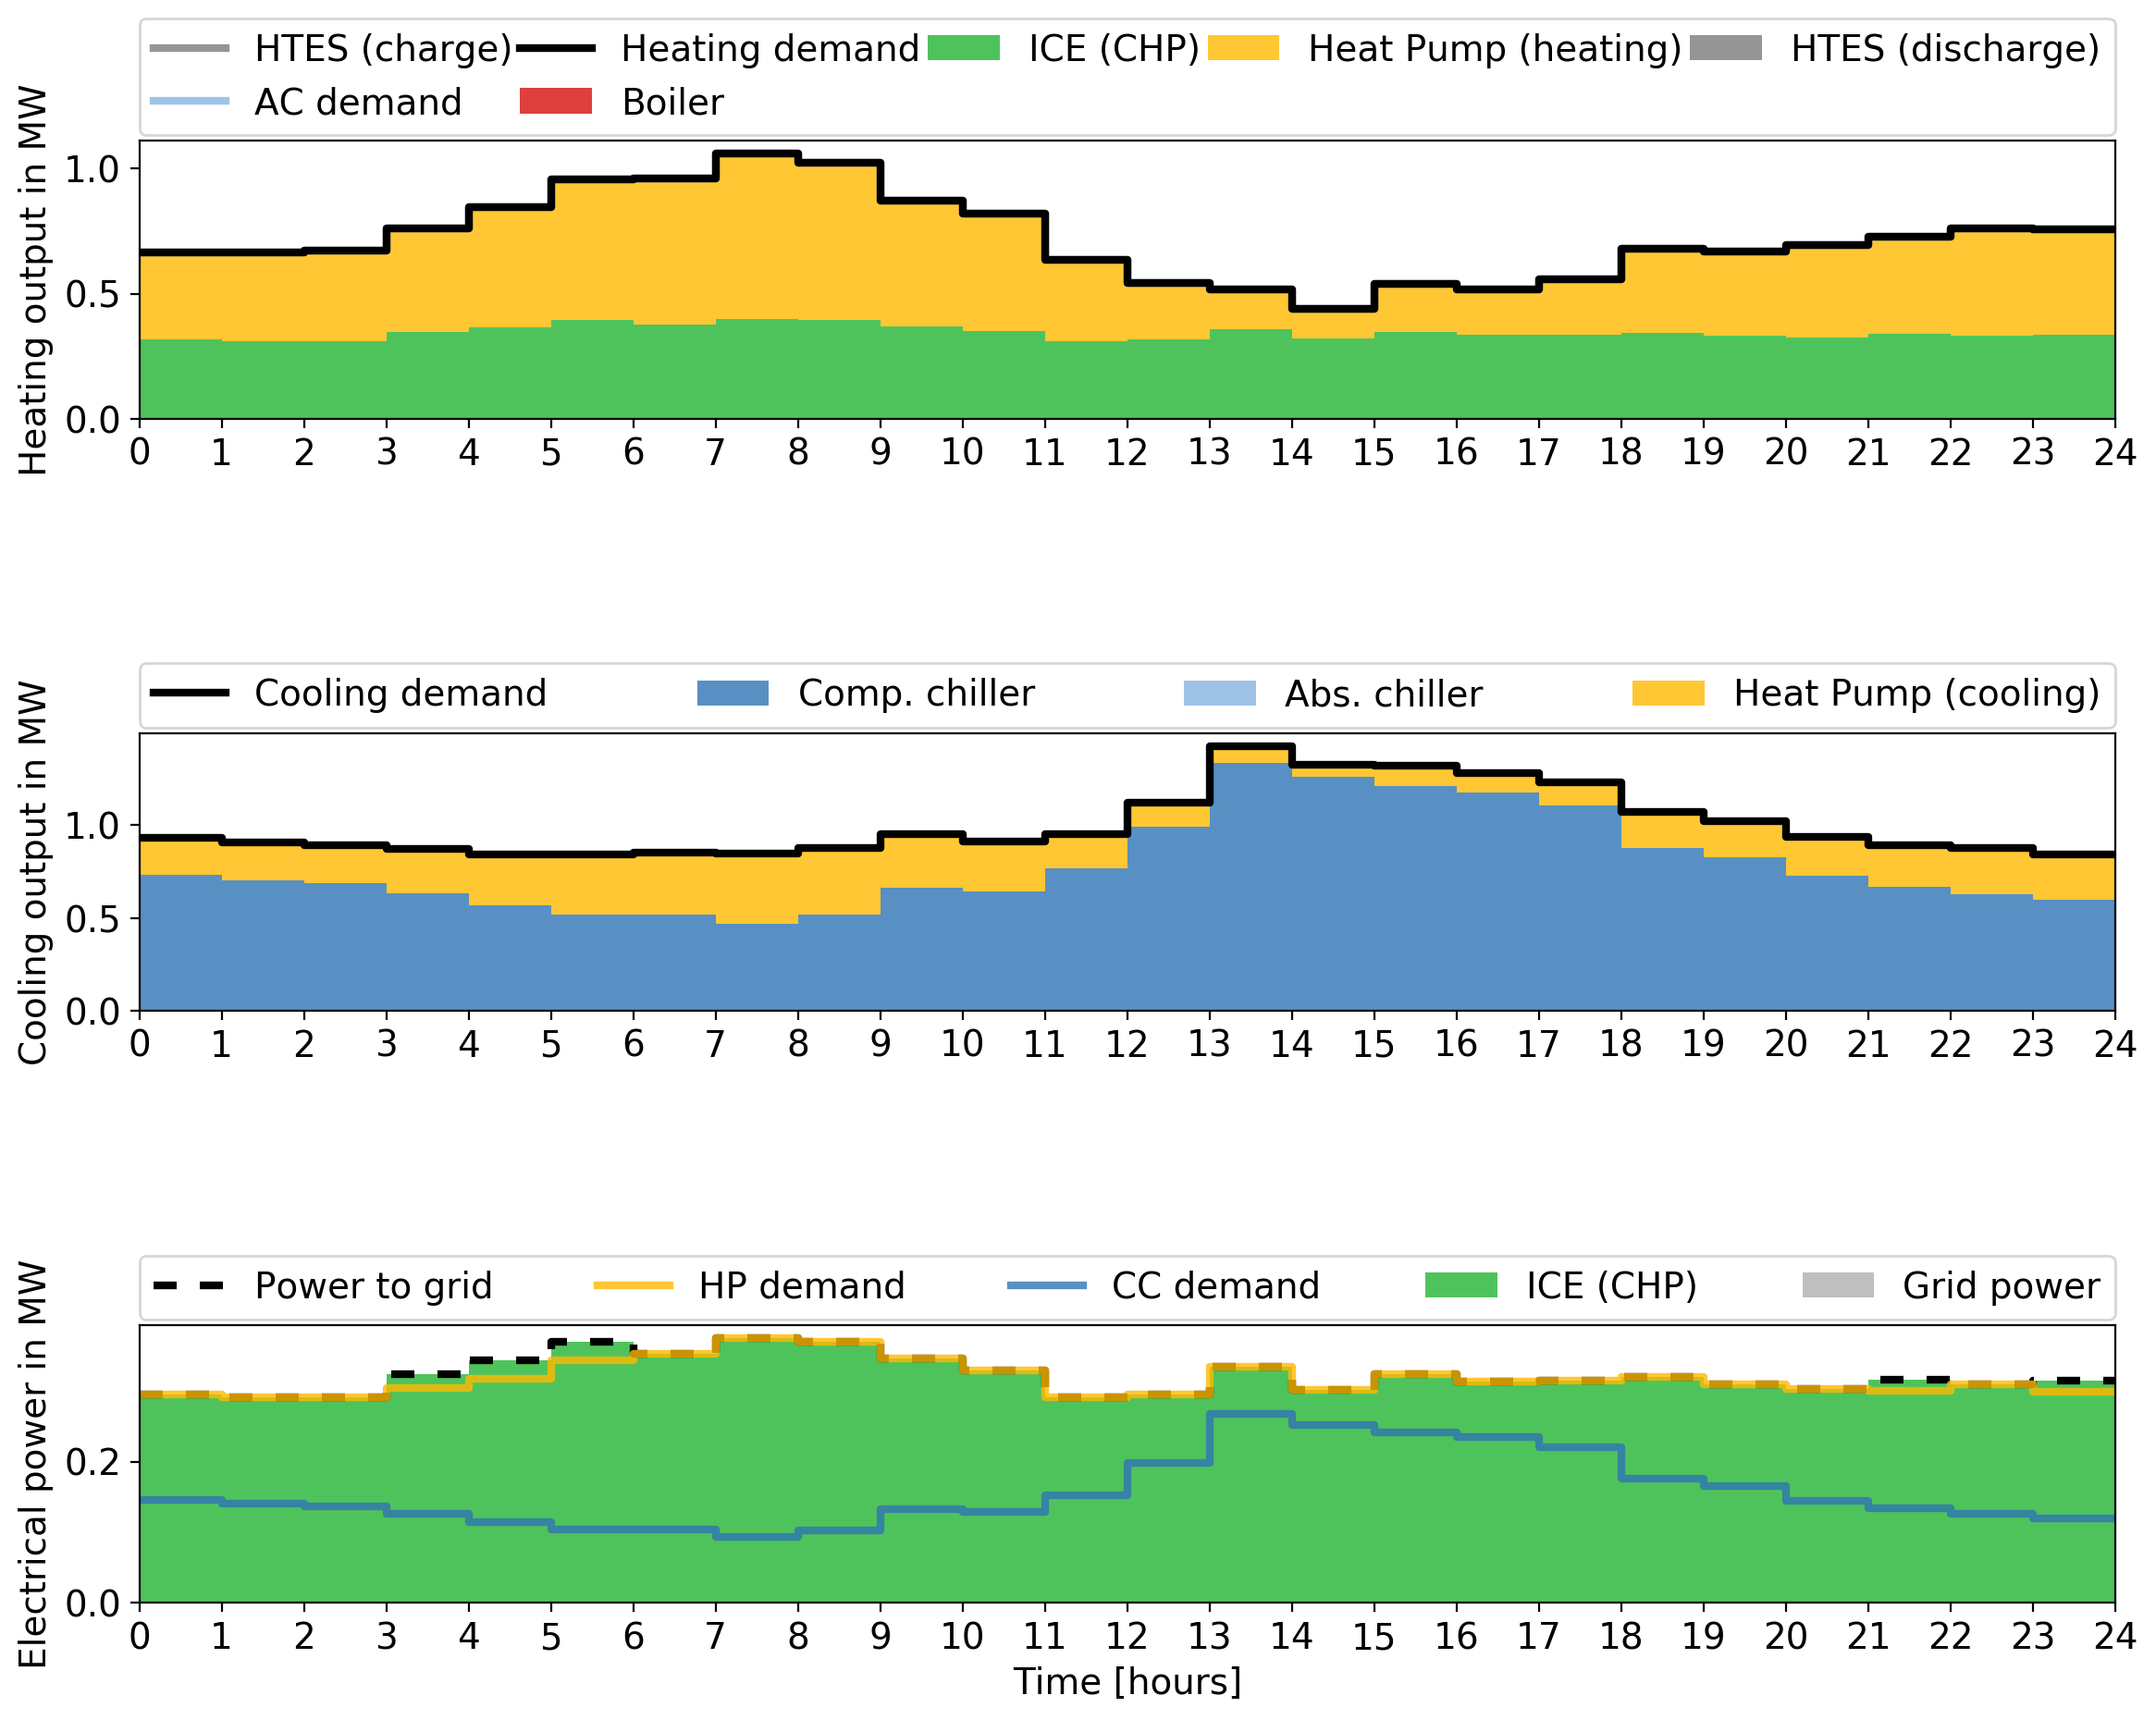 HTES (charge) Heating demand ICE (CHP) Heat Pump (heating) HTES (discharge)
AC demand Boiler
Heating output in MW
1.0
0.5
0.0
0 1 2 3 4 5 6 7 8 9 10 11 12 13 14 15 16 17 18 19 20 21 22 23 24
Cooling demand Comp. chiller Abs. chiller Heat Pump (cooling)
Cooling output in MW
1.0
0.5
0.0
0 1 2 3 4 5 6 7 8 9 10 11 12 13 14 15 16 17 18 19 20 21 22 23 24
Power to grid HP demand CC demand ICE (CHP) Grid power
Electrical power in MW
0.2
0.0
0 1 2 3 4 5 6 7 8 9 10 11 12 13 14 15 16 17 18 19 20 21 22 23 24
Time [hours]